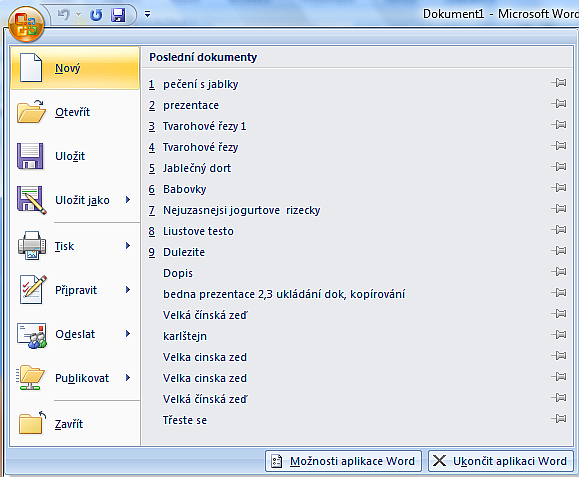 Dokument1 - Microsoft Word
Nový
Otevřít
Uložit
Uložit jako
Tisk
Připravit
Odeslat
Publikovat
Zavřít
Poslední dokumenty
1 pečení s jablky
2 prezentace
3 Tvarohové řezy 1
4 Tvarohové řezy
5 Jablečný dort
6 Babovky
7 Nejuzasnejsi jogurtove rizecky
8 Liustove testo
9 Dulezite
Dopis
bedna prezentace 2,3 ukládání dok, kopírování
Velká čínská zeď
karlštejn
Velka cinska zed
Velka cinska zed
Velká čínská zeď
Třeste se
Možnosti aplikace Word
Ukončit aplikaci Word